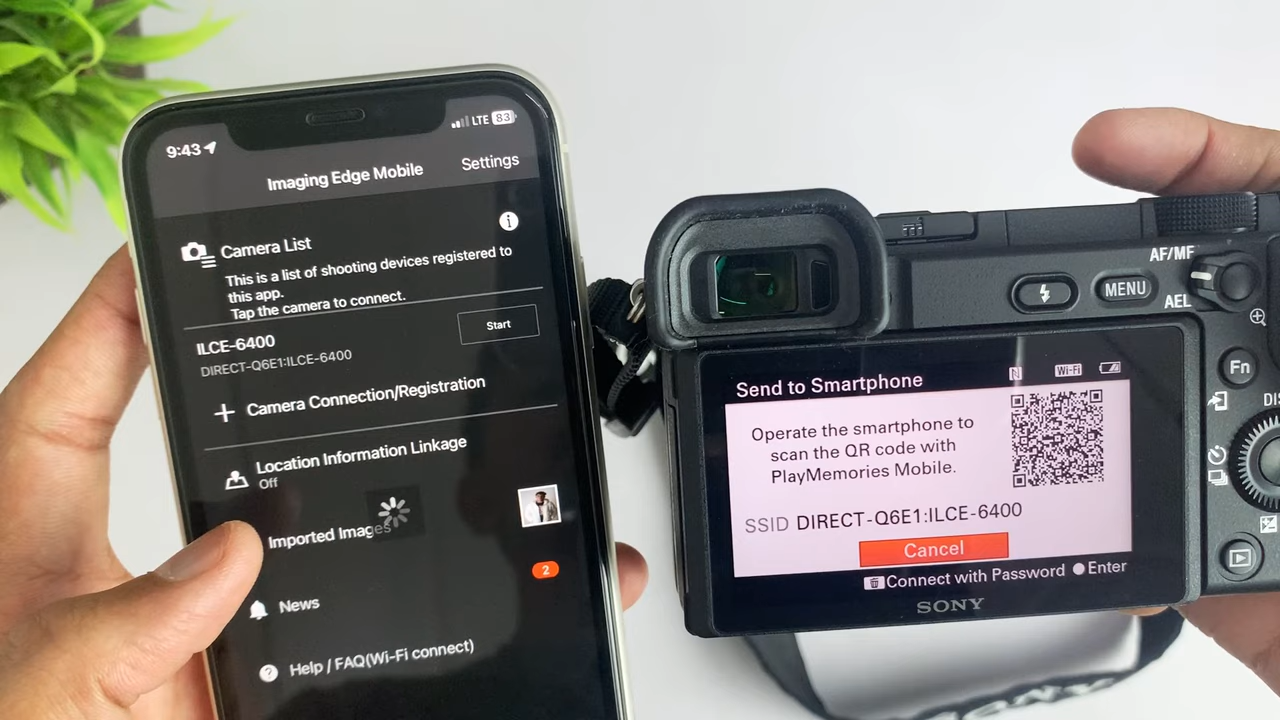 9:43
LTE 83
Imaging Edge Mobile
Settings
Camera List
This is a list of shooting devices registered to
this app.
Tap the camera to connect.
ILCE-6400
Start
DIRECT-Q6E1:ILCE-6400
Camera Connection/Registration
Location Information Linkage
Off
Imported Images
2
News
Help / FAQ(Wi-Fi connect)
AF/MF
MENU
AEL
Fn
DIS
Send to Smartphone
Wi-Fi
Operate the smartphone to
scan the QR code with
PlayMemories Mobile.
SSID DIRECT-Q6E1:ILCE-6400
Cancel
Connect with Password Enter
SONY
SONY